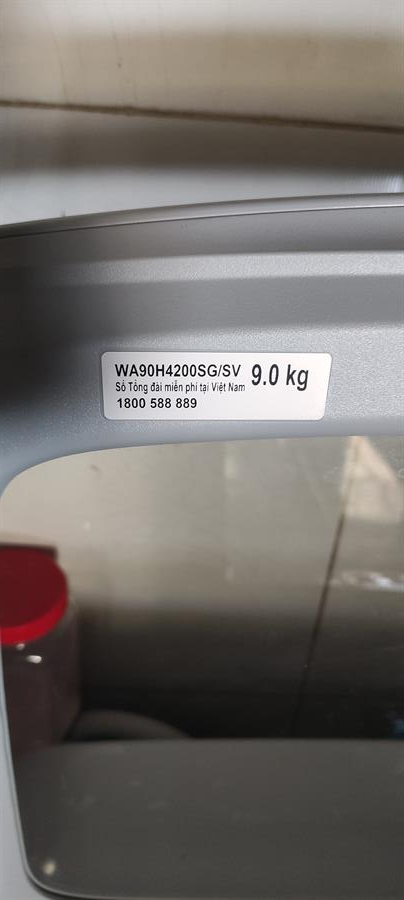 WA90H4200SG/SV 9.0 kg
Số Tổng đài miễn phí tại Việt Nam
1800 588 889